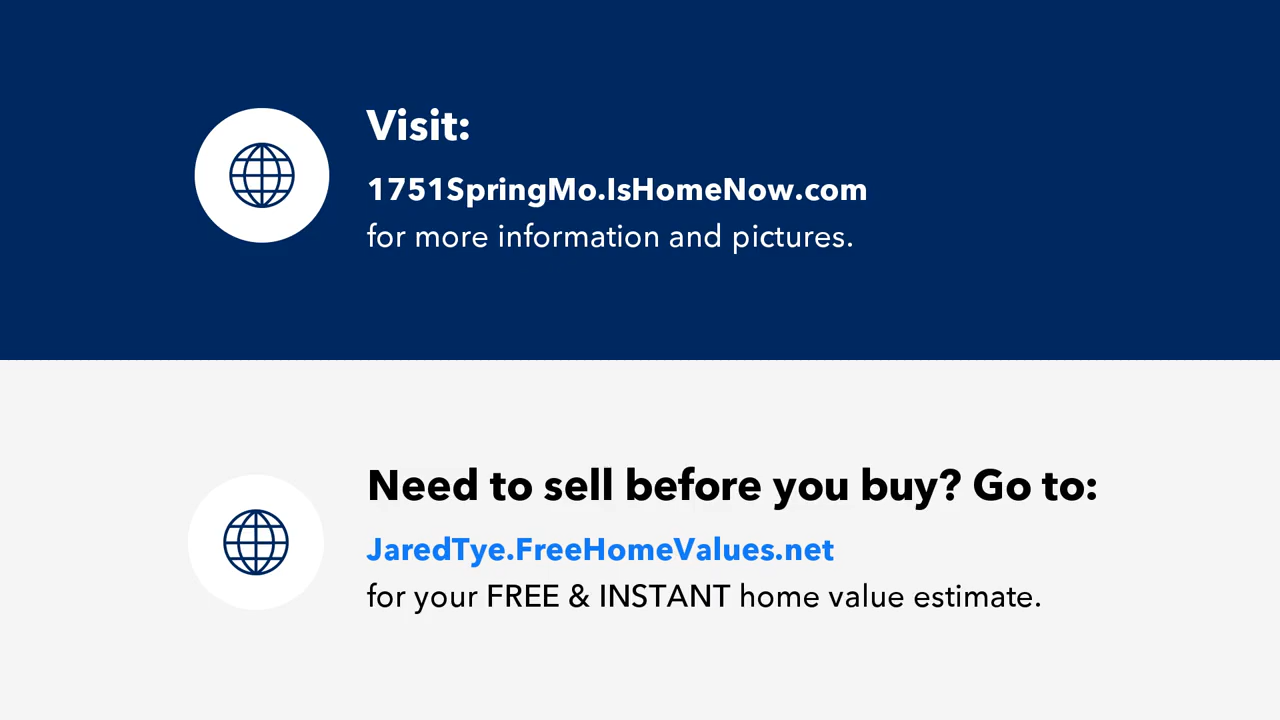 Visit:
1751SpringMo.IsHomeNow.com
for more information and pictures.
Need to sell before you buy? Go to:
JaredTye.FreeHomeValues.net
for your FREE & INSTANT home value estimate.